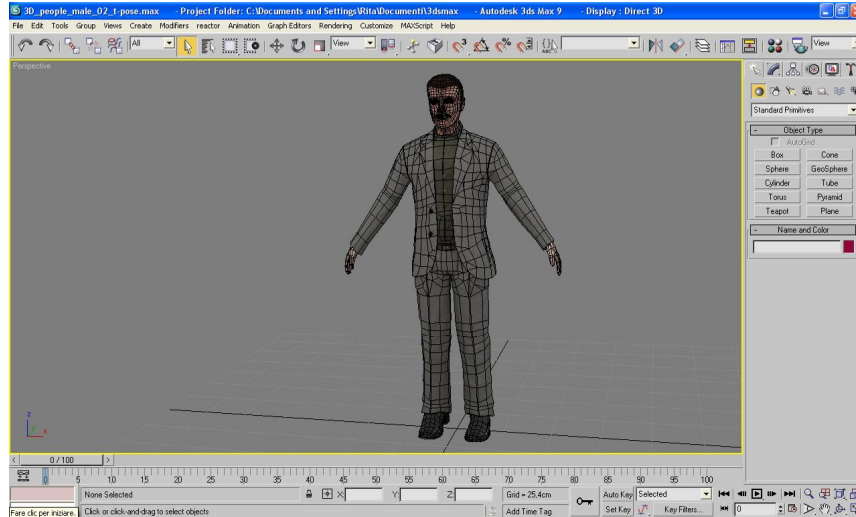 3D_people_male_02_t-pose.max - Project Folder: C:\Documents and Settings\Rita\Documenti\3dsmax - Autodesk 3ds Max 9 - Display : Direct 3D
File Edit Tools Group Views Create Modifiers reactor Animation Graph Editors Rendering Customize MAXScript Help
All View View
Perspective
Standard Primitives
- Object Type
AutoGrid
Box Cone
Sphere GeoSphere
Cylinder Tube
Torus Pyramid
Teapot Plane
- Name and Color
z
y x
0 / 100
0 5 10 15 20 25 30 35 40 45 50 55 60 65 70 75 80 85 90 95 100
None Selected X: Y: Z: Grid = 25,4cm Auto Key Selected
Fare clic per iniziare. Click or click-and-drag to select objects Add Time Tag Set Key Key Filters... 0